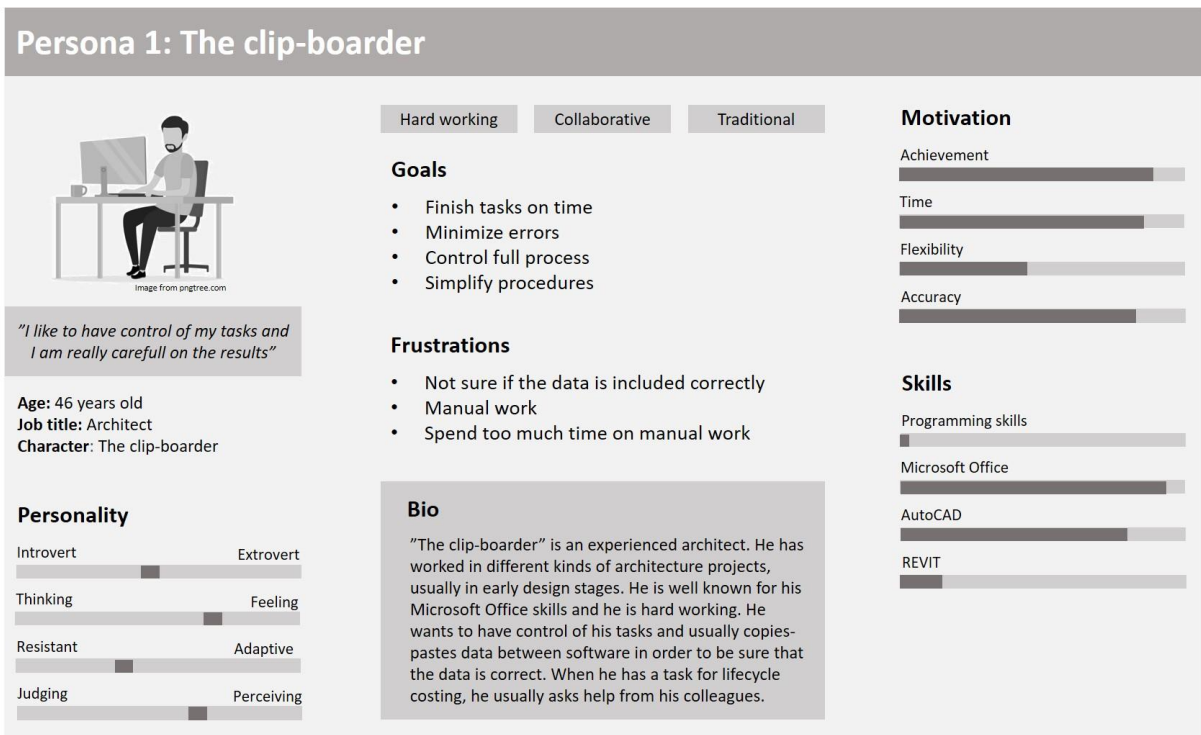 Persona 1: The clip-boarder
Image from pngtree.com
”I like to have control of my tasks and
I am really carefull on the results”
Age: 46 years old
Job title: Architect
Character: The clip-boarder
Personality
Introvert Extrovert
Thinking Feeling
Resistant Adaptive
Judging Perceiving
Hard working Collaborative Traditional
Goals
• Finish tasks on time
• Minimize errors
• Control full process
• Simplify procedures
Frustrations
• Not sure if the data is included correctly
• Manual work
• Spend too much time on manual work
Bio
”The clip-boarder” is an experienced architect. He has
worked in different kinds of architecture projects,
usually in early design stages. He is well known for his
Microsoft Office skills and he is hard working. He
wants to have control of his tasks and usually copies-
pastes data between software in order to be sure that
the data is correct. When he has a task for lifecycle
costing, he usually asks help from his colleagues.
Motivation
Achievement
Time
Flexibility
Accuracy
Skills
Programming skills
Microsoft Office
AutoCAD
REVIT